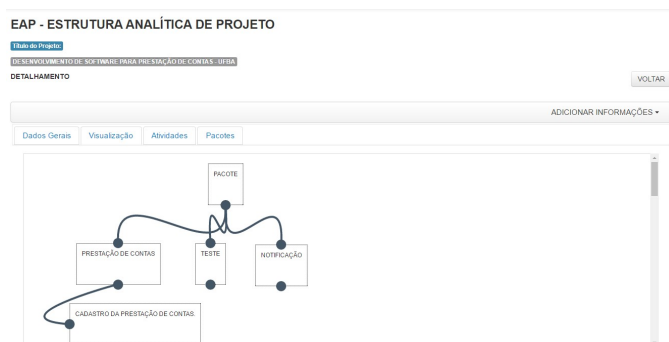 EAP - ESTRUTURA ANALÍTICA DE PROJETO
Título do Projeto:
DESENVOLVIMENTO DE SOFTWARE PARA PRESTAÇÃO DE CONTAS - UFBA
DETALHAMENTO
VOLTAR
ADICIONAR INFORMAÇÕES
Dados Gerais Visualização Atividades Pacotes
PACOTE
PRESTAÇÃO DE CONTAS TESTE NOTIFICAÇÃO
CADASTRO DA PRESTAÇÃO DE CONTAS